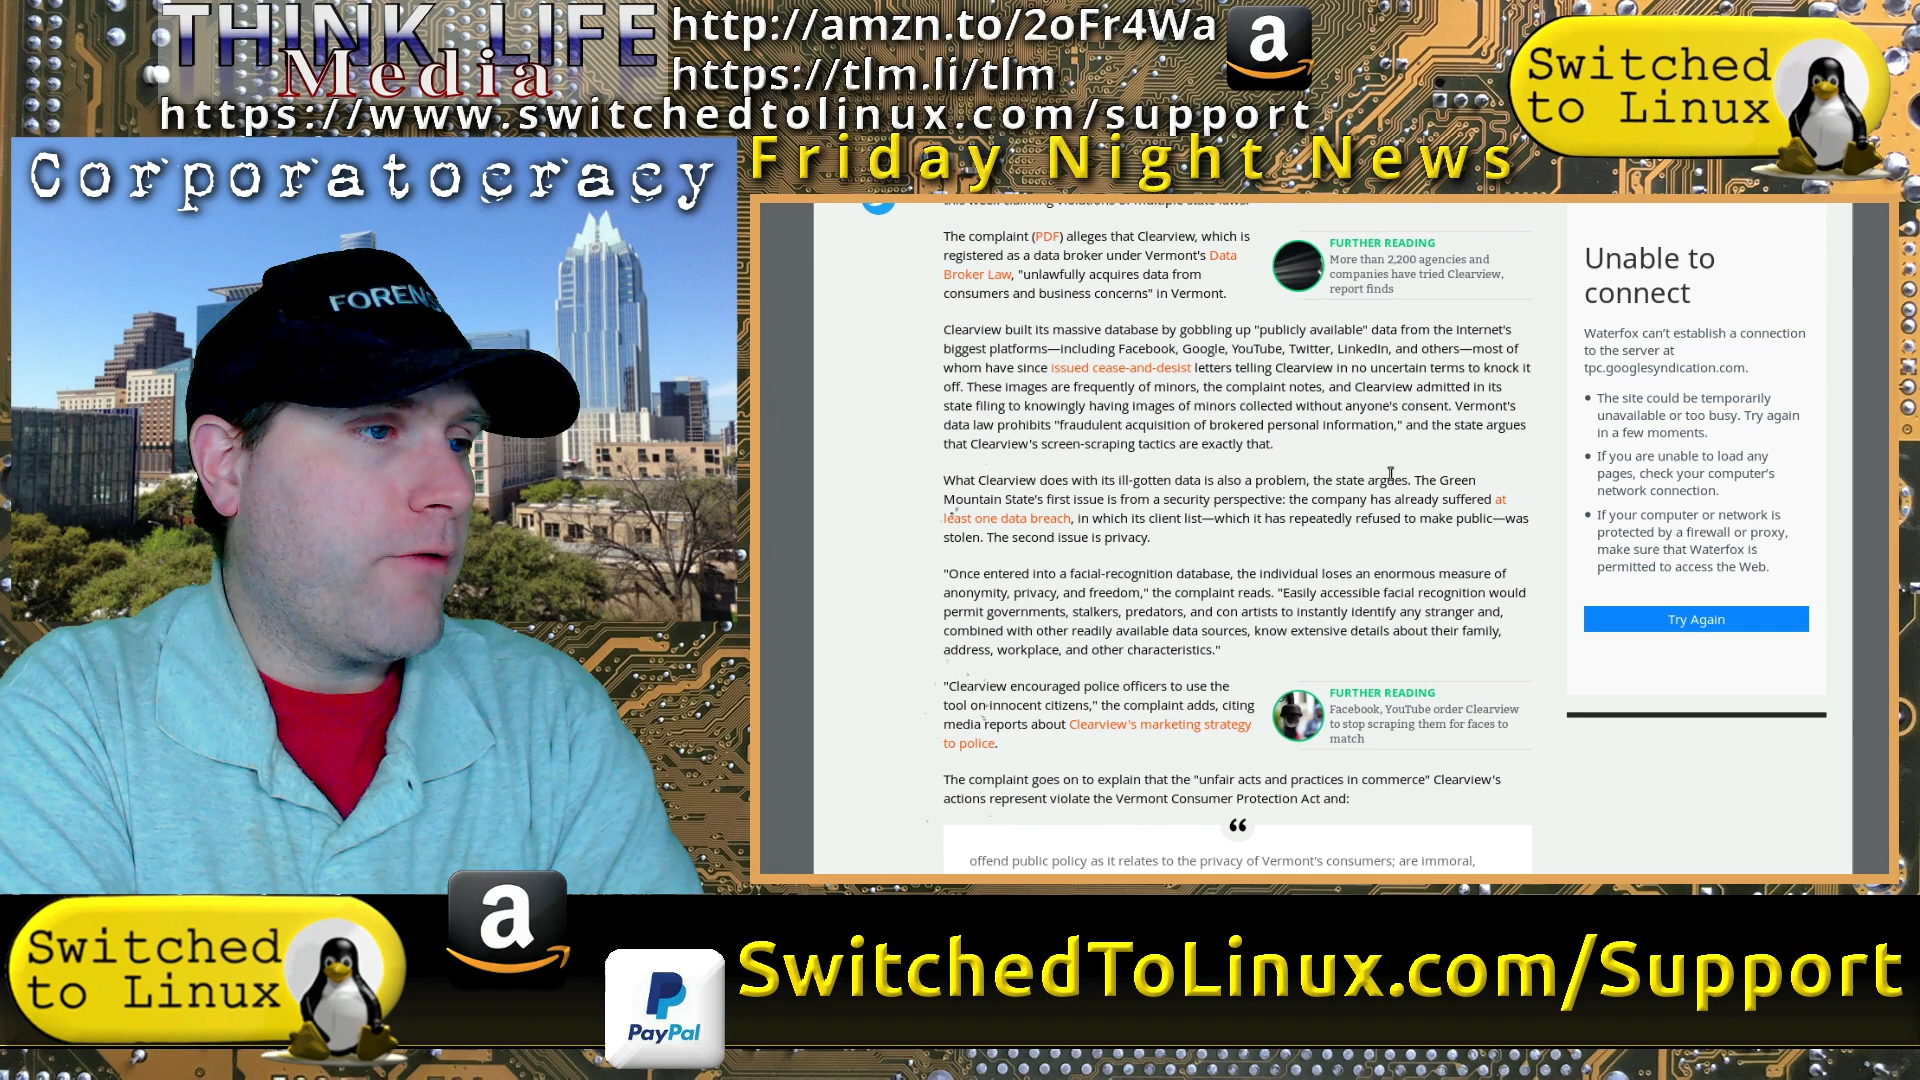 THINK LIFE
Media
http://amzn.to/2oFr4Wa
https://tlm.li/tlm
https://www.switchedtolinux.com/support
a
Switched
to Linux
Corporatocracy
Friday Night News
FORENS
The complaint (PDF) alleges that Clearview, which is
registered as a data broker under Vermont's Data
Broker Law, "unlawfully acquires data from
consumers and business concerns" in Vermont.
FURTHER READING
More than 2,200 agencies and
companies have tried Clearview,
report finds
Clearview built its massive database by gobbling up "publicly available" data from the Internet's
biggest platforms—including Facebook, Google, YouTube, Twitter, LinkedIn, and others—most of
whom have since issued cease-and-desist letters telling Clearview in no uncertain terms to knock it
off. These images are frequently of minors, the complaint notes, and Clearview admitted in its
state filing to knowingly having images of minors collected without anyone's consent. Vermont's
data law prohibits "fraudulent acquisition of brokered personal information," and the state argues
that Clearview's screen-scraping tactics are exactly that.
What Clearview does with its ill-gotten data is also a problem, the state argues. The Green
Mountain State's first issue is from a security perspective: the company has already suffered at
least one data breach, in which its client list—which it has repeatedly refused to make public—was
stolen. The second issue is privacy.
"Once entered into a facial-recognition database, the individual loses an enormous measure of
anonymity, privacy, and freedom," the complaint reads. "Easily accessible facial recognition would
permit governments, stalkers, predators, and con artists to instantly identify any stranger and,
combined with other readily available data sources, know extensive details about their family,
address, workplace, and other characteristics."
"Clearview encouraged police officers to use the
tool on innocent citizens," the complaint adds, citing
media reports about Clearview's marketing strategy
to police.
FURTHER READING
Facebook, YouTube order Clearview
to stop scraping them for faces to
match
The complaint goes on to explain that the "unfair acts and practices in commerce" Clearview's
actions represent violate the Vermont Consumer Protection Act and:
“
offend public policy as it relates to the privacy of Vermont's consumers; are immoral,
Unable to
connect
Waterfox can’t establish a connection
to the server at
tpc.googlesyndication.com.
The site could be temporarily
unavailable or too busy. Try again
in a few moments.
If you are unable to load any
pages, check your computer’s
network connection.
If your computer or network is
protected by a firewall or proxy,
make sure that Waterfox is
permitted to access the Web.
Try Again
Switched
to Linux
a
PayPal
SwitchedToLinux.com/Support